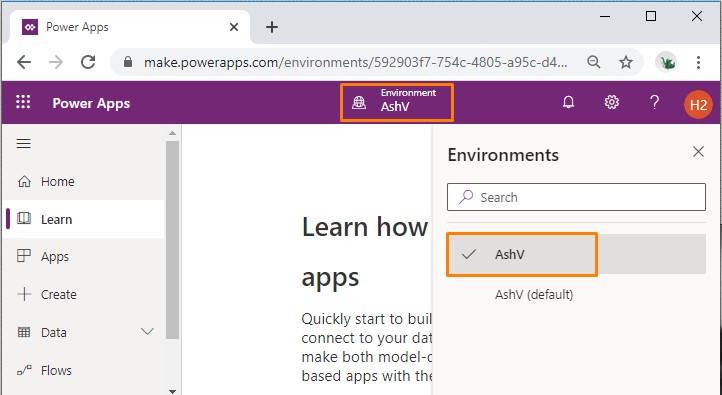 Power Apps
make.powerapps.com/environments/592903f7-754c-4805-a95c-d4...
Power Apps
Environment
AshV
H2
Environments
Search
AshV
AshV (default)
Home
Learn
Apps
Create
Data
Flows
Learn how
apps
Quickly start to buil
connect to your dat
make both model-d
based apps with the